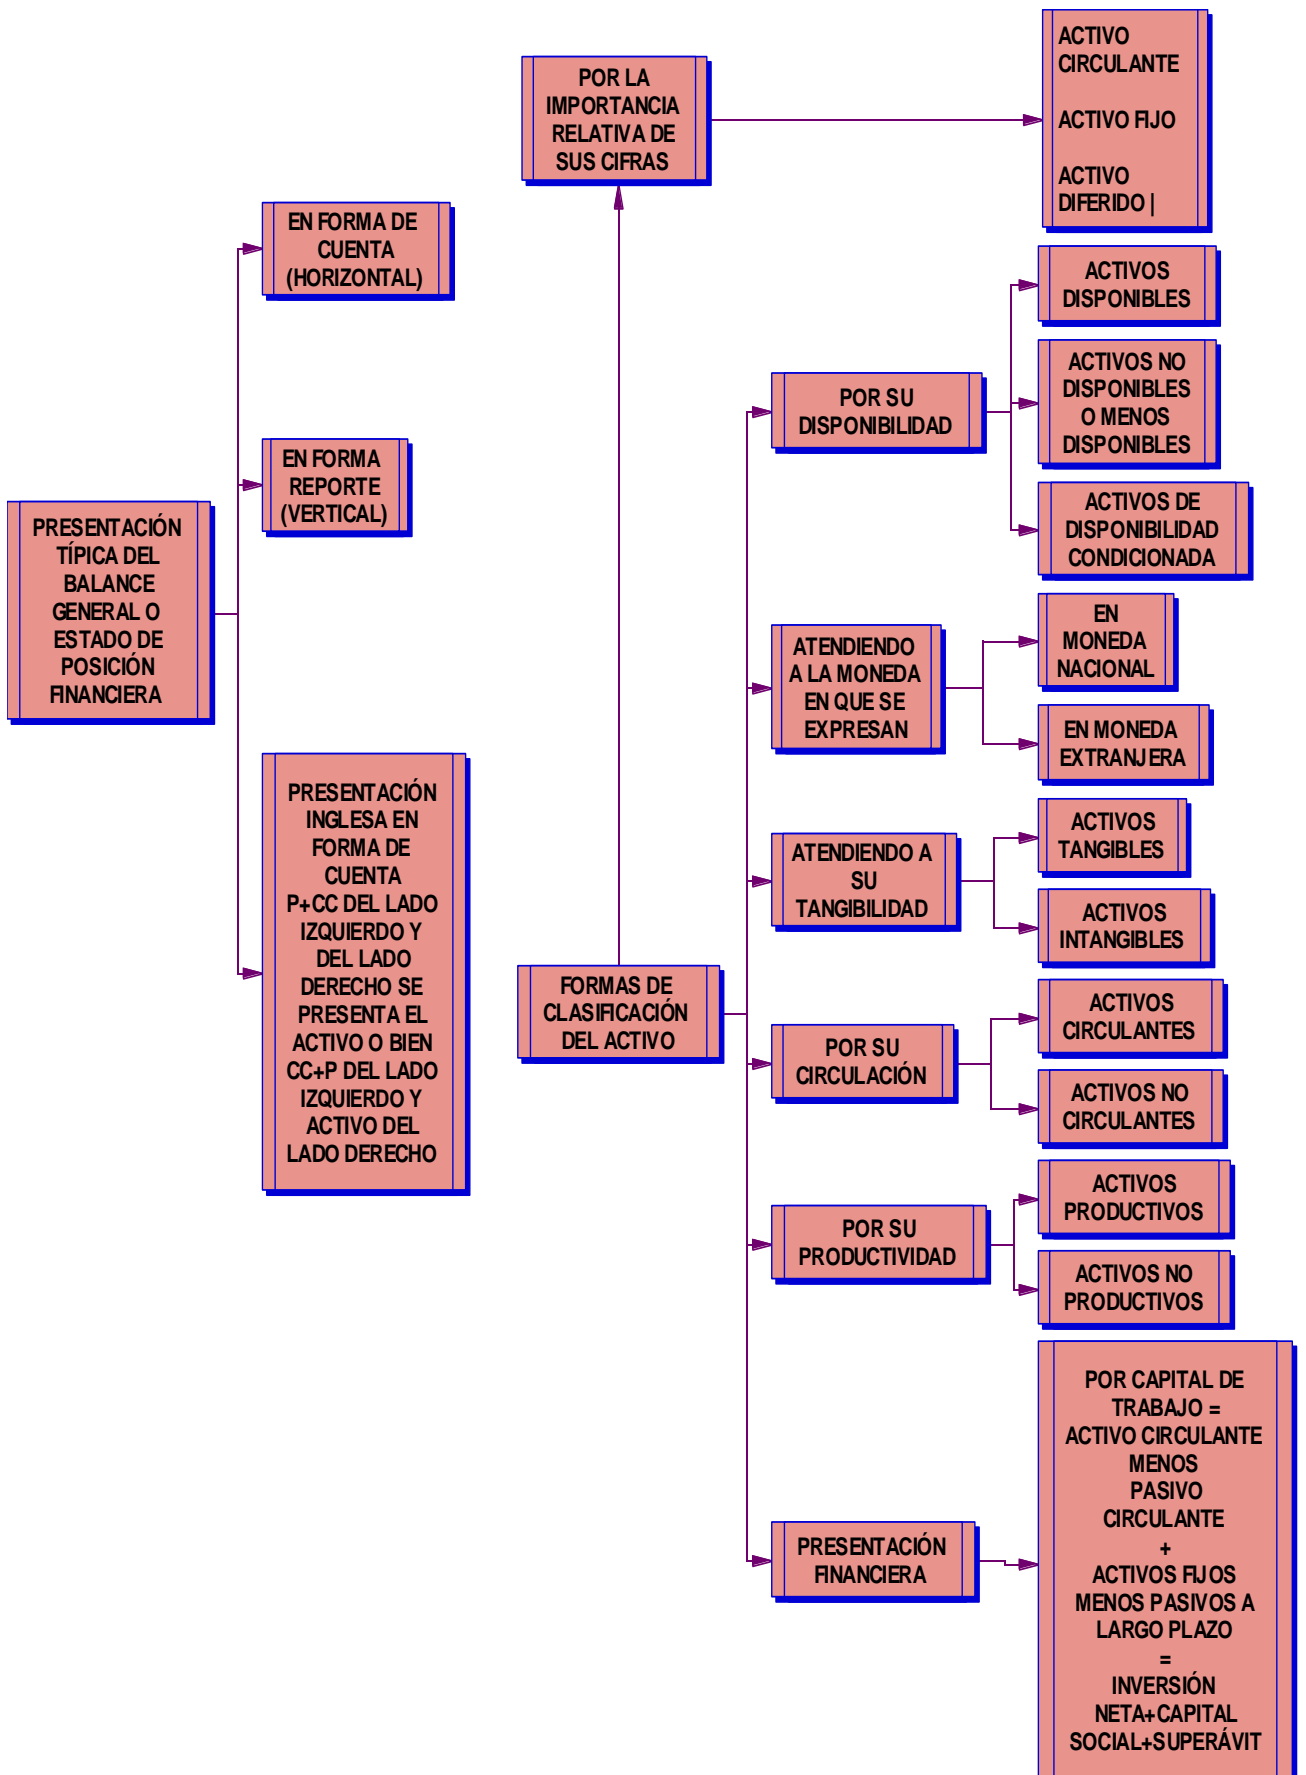 PRESENTACIÓN
TÍPICA DEL
BALANCE
GENERAL O
ESTADO DE
POSICIÓN
FINANCIERA
EN FORMA DE
CUENTA
(HORIZONTAL)
EN FORMA
REPORTE
(VERTICAL)
PRESENTACIÓN
INGLESA EN
FORMA DE
CUENTA
P+CC DEL LADO
IZQUIERDO Y
DEL LADO
DERECHO SE
PRESENTA EL
ACTIVO O BIEN
CC+P DEL LADO
IZQUIERDO Y
ACTIVO DEL
LADO DERECHO
FORMAS DE
CLASIFICACIÓN
DEL ACTIVO
POR LA
IMPORTANCIA
RELATIVA DE
SUS CIFRAS
ACTIVO
CIRCULANTE
ACTIVO FIJO
ACTIVO
DIFERIDO |
POR SU
DISPONIBILIDAD
ACTIVOS
DISPONIBLES
ACTIVOS NO
DISPONIBLES
O MENOS
DISPONIBLES
ACTIVOS DE
DISPONIBILIDAD
CONDICIONADA
ATENDIENDO
A LA MONEDA
EN QUE SE
EXPRESAN
EN
MONEDA
NACIONAL
EN MONEDA
EXTRANJERA
ATENDIENDO A
SU
TANGIBILIDAD
ACTIVOS
TANGIBLES
ACTIVOS
INTANGIBLES
POR SU
CIRCULACIÓN
ACTIVOS
CIRCULANTES
ACTIVOS NO
CIRCULANTES
POR SU
PRODUCTIVIDAD
ACTIVOS
PRODUCTIVOS
ACTIVOS NO
PRODUCTIVOS
PRESENTACIÓN
FINANCIERA
POR CAPITAL DE
TRABAJO =
ACTIVO CIRCULANTE
MENOS
PASIVO
CIRCULANTE
+
ACTIVOS FIJOS
MENOS PASIVOS A
LARGO PLAZO
=
INVERSIÓN
NETA+CAPITAL
SOCIAL+SUPERÁVIT